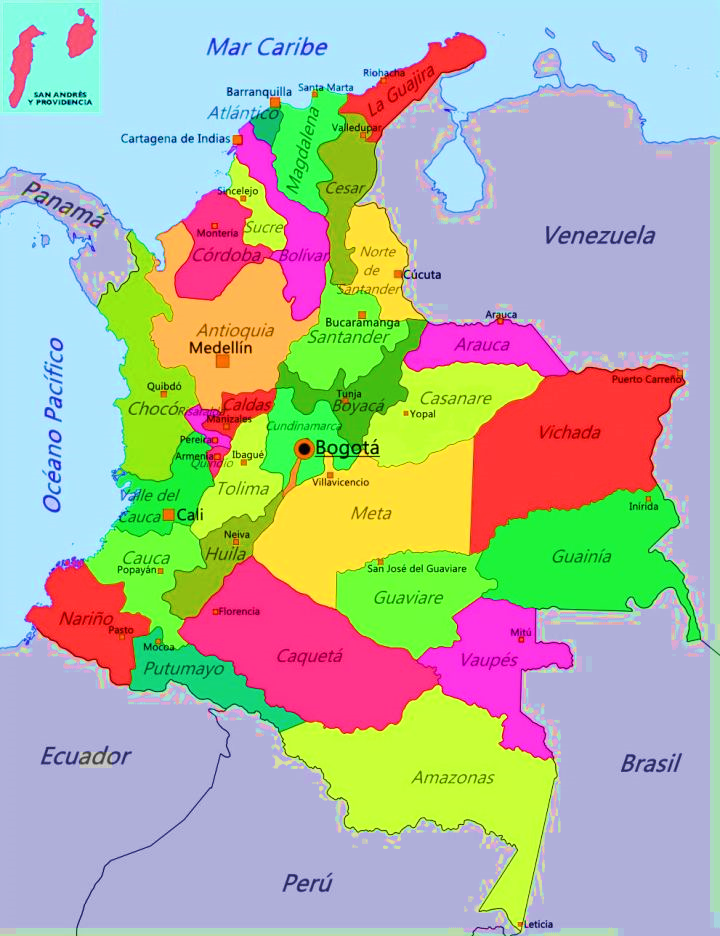 SAN ANDRÉS
Y PROVIDENCIA
Mar Caribe
Riohacha
Santa Marta
La Guajira
Barranquilla
Atlántico
Magdalena
Valledupar
Cartagena de Indias
Cesar
Panamá
Sincelejo
Sucre
Montería
Córdoba
Bolívar
Venezuela
Norte
de
Santander
Cúcuta
Arauca
Bucaramanga
Santander
Antioquia
Medellín
Arauca
Océano Pacífico
Puerto Carreño
Quibdó
Chocó
Risaralda
Caldas
Manizales
Tunja
Boyacá
Casanare
Yopal
Cundinamarca
Vichada
Pereira
Bogotá
Armenia
Quindío
Ibagué
Villavicencio
Tolima
Valle del
Cauca
Cali
Meta
Inírida
Neiva
Huila
Cauca
Popayán
San José del Guaviare
Guainía
Guaviare
Nariño
Pasto
Florencia
Mocoa
Putumayo
Caquetá
Mitú
Vaupés
Ecuador
Brasil
Amazonas
Perú
Leticia